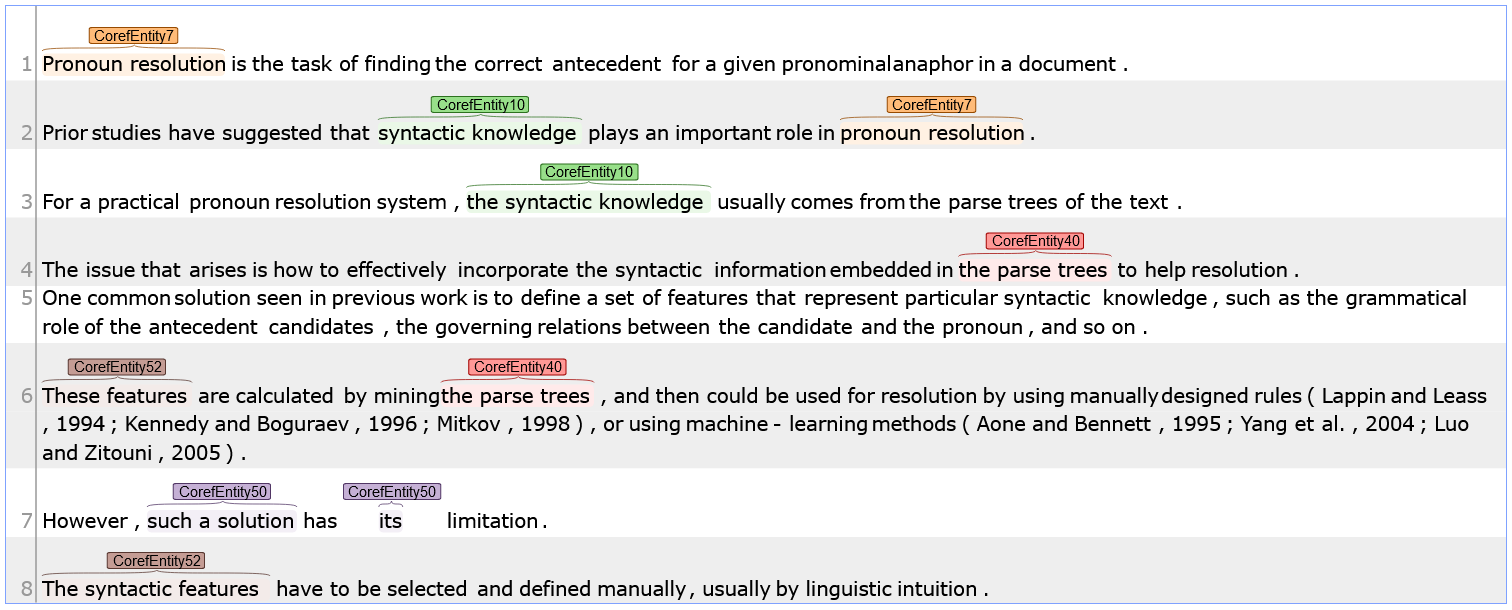 CorefEntity7
1 Pronoun resolution is the task of finding the correct antecedent for a given pronominalanaphor in a document .
CorefEntity10 CorefEntity7
2 Prior studies have suggested that syntactic knowledge plays an important role in pronoun resolution .
CorefEntity10
3 For a practical pronoun resolution system , the syntactic knowledge usually comes from the parse trees of the text .
CorefEntity40
4 The issue that arises is how to effectively incorporate the syntactic information embedded in the parse trees to help resolution .
5 One common solution seen in previous work is to define a set of features that represent particular syntactic knowledge , such as the grammatical
role of the antecedent candidates , the governing relations between the candidate and the pronoun , and so on .
CorefEntity52 CorefEntity40
6 These features are calculated by mining the parse trees , and then could be used for resolution by using manually designed rules ( Lappin and Leass
, 1994 ; Kennedy and Boguraev , 1996 ; Mitkov , 1998 ) , or using machine - learning methods ( Aone and Bennett , 1995 ; Yang et al. , 2004 ; Luo
and Zitouni , 2005 ) .
CorefEntity50 CorefEntity50
7 However , such a solution has its limitation .
CorefEntity52
8 The syntactic features have to be selected and defined manually , usually by linguistic intuition .